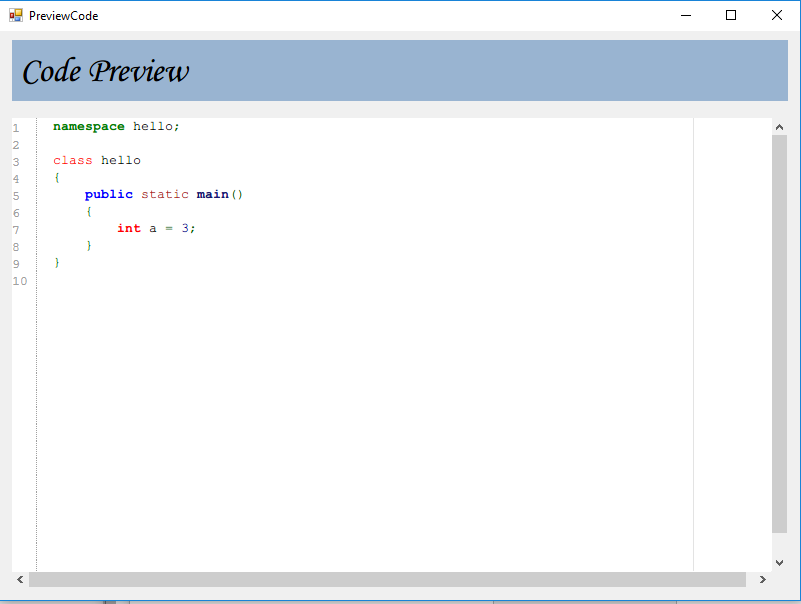 PreviewCode
Code Preview
1 namespace hello;
2
3 class hello
4 {
5     public static main()
6     {
7         int a = 3;
8     }
9 }
10